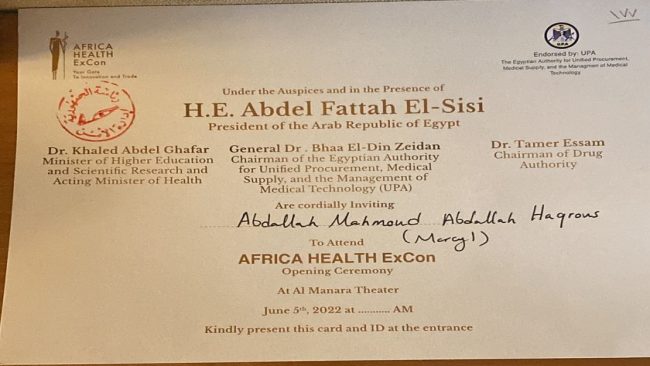 AFRICA
HEALTH
ExCon
Your Gate
To Innovation and Trade
UPA
Endorsed by: UPA
The Egyptian Authority for Unified Procurement,
Medical Supply, and the Managmen of Medical
Technology
Under the Auspices and in the Presence of
H.E. Abdel Fattah El-Sisi
President of the Arab Republic of Egypt
Dr. Khaled Abdel Ghafar
Minister of Higher Education
and Scientific Research and
Acting Minister of Health
General Dr . Bhaa El-Din Zeidan
Chairman of the Egyptian Authority
for Unified Procurement, Medical
Supply, and the Management of
Medical Technology (UPA)
Dr. Tamer Essam
Chairman of Drug
Authority
Are cordially Inviting
Abdallah Mahmoud Abdallah Haqrous
To Attend
AFRICA HEALTH ExCon
Opening Ceremony
At Al Manara Theater
June 5th, 2022 at ........... AM
Kindly present this card and ID at the entrance